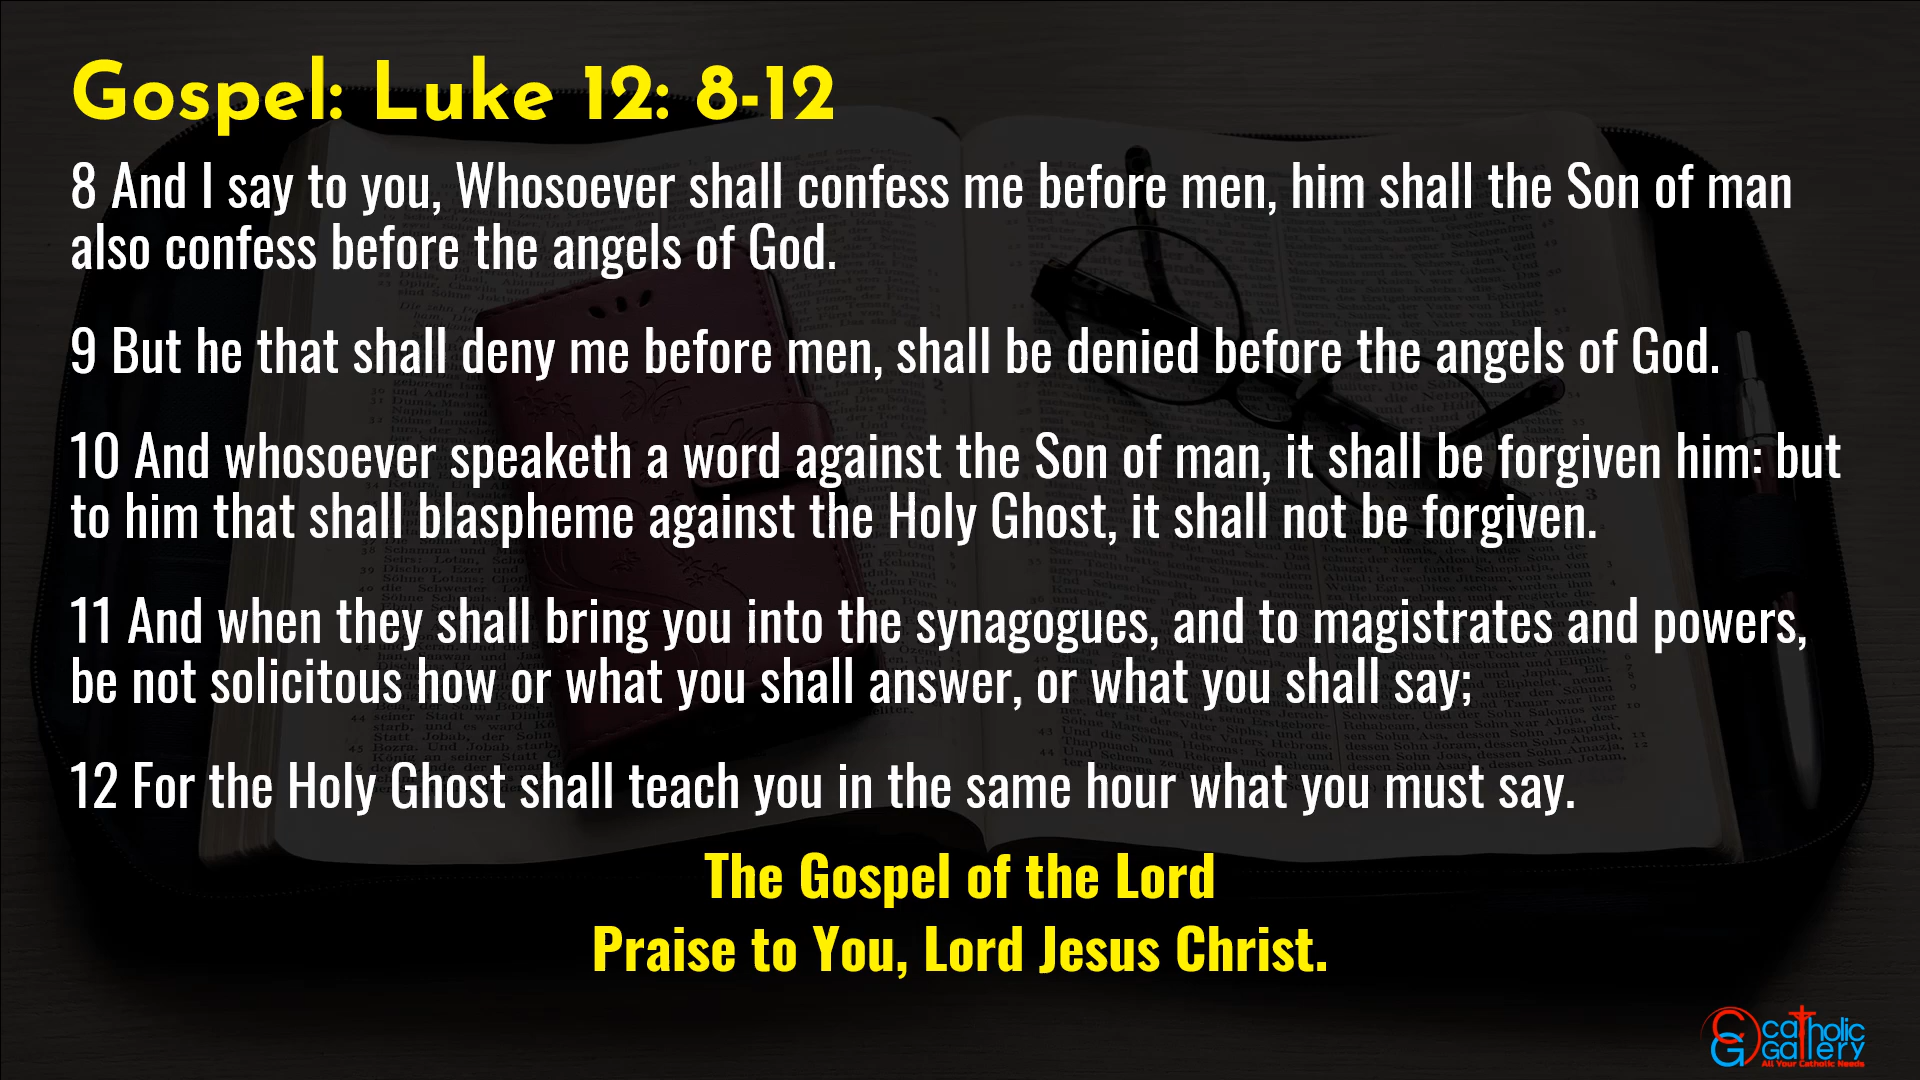 Gospel: Luke 12: 8-12
8 And I say to you, Whosoever shall confess me before men, him shall the Son of man
also confess before the angels of God.
9 But he that shall deny me before men, shall be denied before the angels of God.
10 And whosoever speaketh a word against the Son of man, it shall be forgiven him: but
to him that shall blaspheme against the Holy Ghost, it shall not be forgiven.
11 And when they shall bring you into the synagogues, and to magistrates and powers,
be not solicitous how or what you shall answer, or what you shall say;
12 For the Holy Ghost shall teach you in the same hour what you must say.
The Gospel of the Lord
Praise to You, Lord Jesus Christ.
CG catholic
Gallery
All Your Catholic Needs